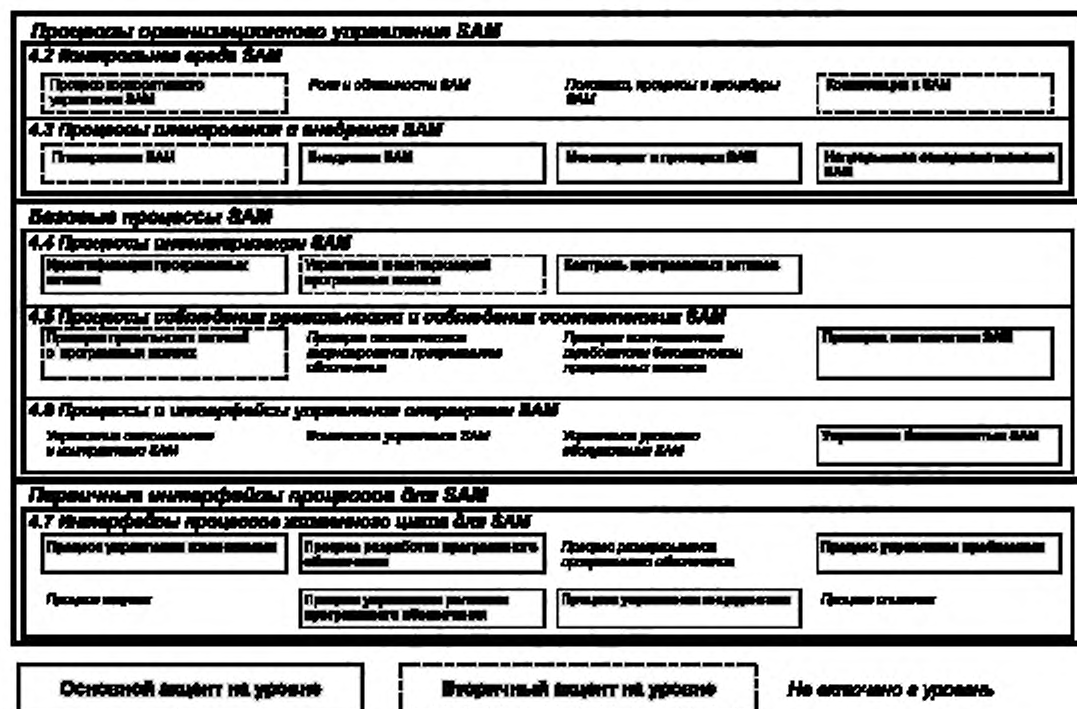 Процессы организационного управления SAM
4.2 Контрольная среда SAM
Процесс корпоративного
управления SAM
Роли и обязанности SAM
Политики, процессы и процедуры
SAM
Компетенция в SAM
4.3 Процессы планирования и внедрения SAM
Планирование SAM
Внедрение SAM
Мониторинг и проверка SAM
Непрерывное совершенствование
SAM
Базовые процессы SAM
4.4 Процессы инвентаризации SAM
Идентификация программных
активов
Управление инвентаризацией
программных активов
Контроль программных активов
4.5 Процессы соблюдения правильности и соблюдения соответствия SAM
Проверка правильности записей
о программных активах
Проверка соответствия
лицензирования программного
обеспечения
Проверка соответствия
требованиям безопасности
программных активов
Проверка соответствия SAM
4.6 Процессы и интерфейсы управления операциями SAM
Управление отношениями
и контрактами SAM
Финансовое управление SAM
Управление уровнем
обслуживания SAM
Управление безопасностью SAM
Первичные интерфейсы процессов для SAM
4.7 Интерфейсы процессов жизненного цикла для SAM
Процесс управления изменениями
Процесс разработки программного
обеспечения
Процесс развертывания
программного обеспечения
Процесс управления проблемами
Процесс
Процесс управления релизами
программного обеспечения
Процесс управления инцидентами
Процесс
Основной акцент на уровне
Вторичный акцент на уровне
Не включено в уровень